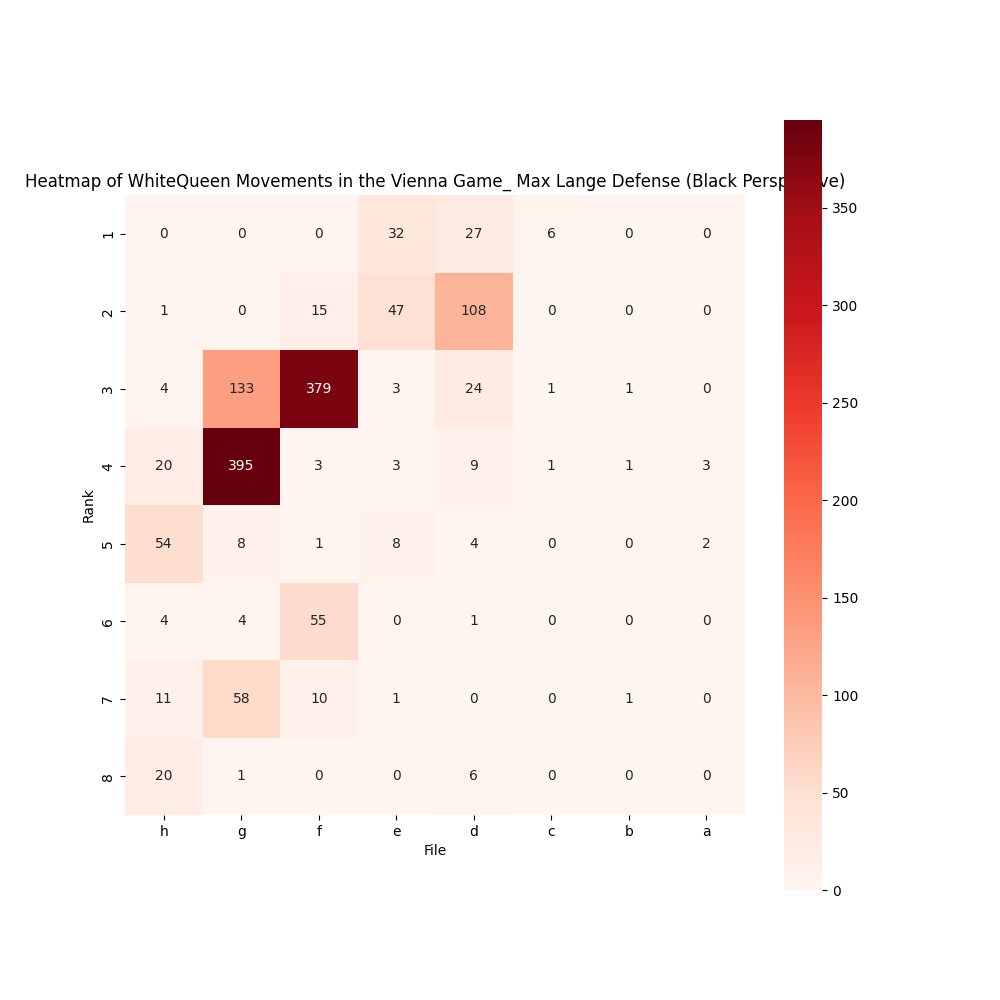 Heatmap of WhiteQueen Movements in the Vienna Game_ Max Lange Defense (Black Persp ve)
1 0 0 0 32 27 6 0 0
2 1 0 15 47 108 0 0 0
3 4 133 379 3 24 1 1 0
4 20 395 3 3 9 1 1 3
5 54 8 1 8 4 0 0 2
6 4 4 55 0 1 0 0 0
7 11 58 10 1 0 0 1 0
8 20 1 0 0 6 0 0 0
h g f e d c b a
File
Rank
350
300
250
200
150
100
50
0